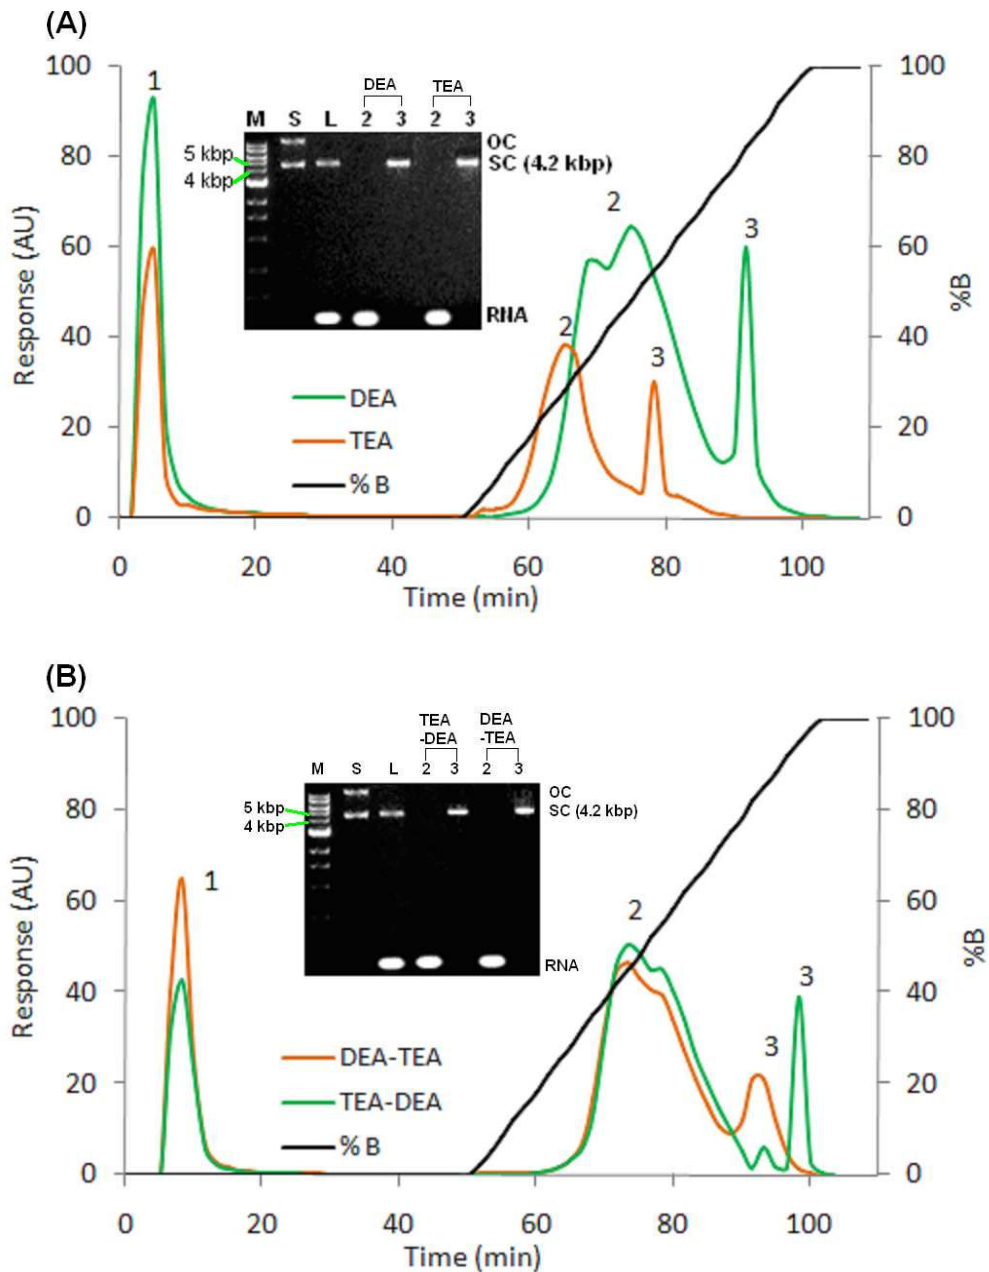 (A)
100
80
60
40
20
0
Response (AU)
0 20 40 60 80 100
Time (min)
100
80
60
40
20
0
%B
1
2
3
2
3
DEA TEA
M S L 2 3 2 3
5 kbp
4 kbp
OC
SC (4.2 kbp)
RNA
DEA
TEA
% B
(B)
100
80
60
40
20
0
Response (AU)
0 20 40 60 80 100
Time (min)
100
80
60
40
20
0
%B
1
2
3
3
TEA DEA
-DEA -TEA
M S L 2 3 2 3
5 kbp
4 kbp
OC
SC (4.2 kbp)
RNA
DEA-TEA
TEA-DEA
% B